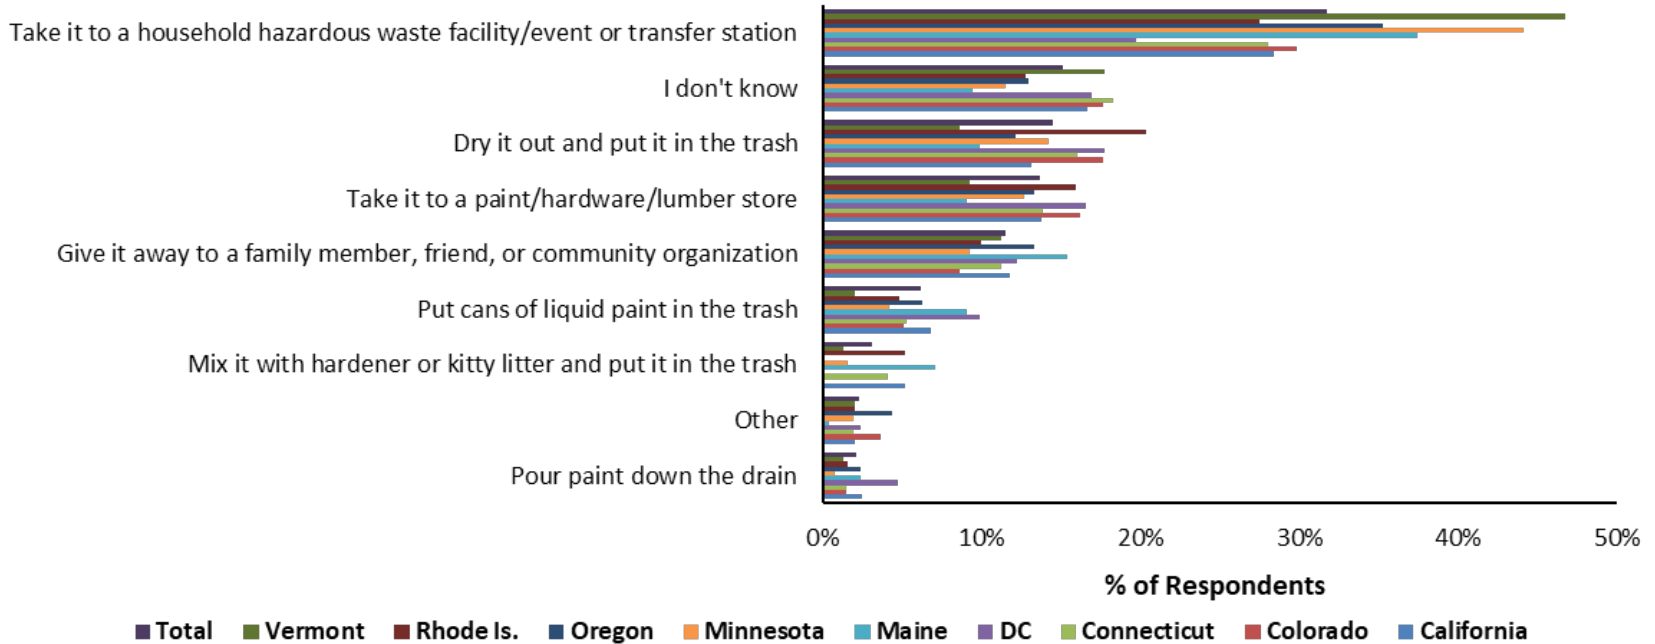 Take it to a household hazardous waste facility/event or transfer station
I don't know
Dry it out and put it in the trash
Take it to a paint/hardware/lumber store
Give it away to a family member, friend, or community organization
Put cans of liquid paint in the trash
Mix it with hardener or kitty litter and put it in the trash
Other
Pour paint down the drain
0% 10% 20% 30% 40% 50%
% of Respondents
Total Vermont Rhode Is. Oregon Minnesota Maine DC Connecticut Colorado California